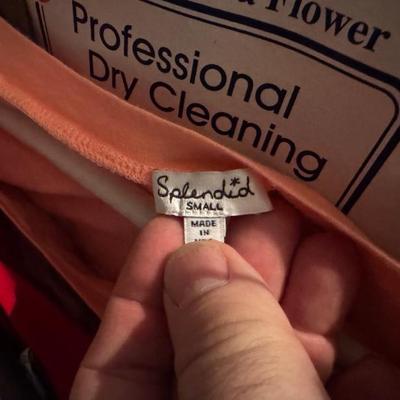 Flower
Professional
Dry Cleaning
Splendid*
SMALL
MADE
IN